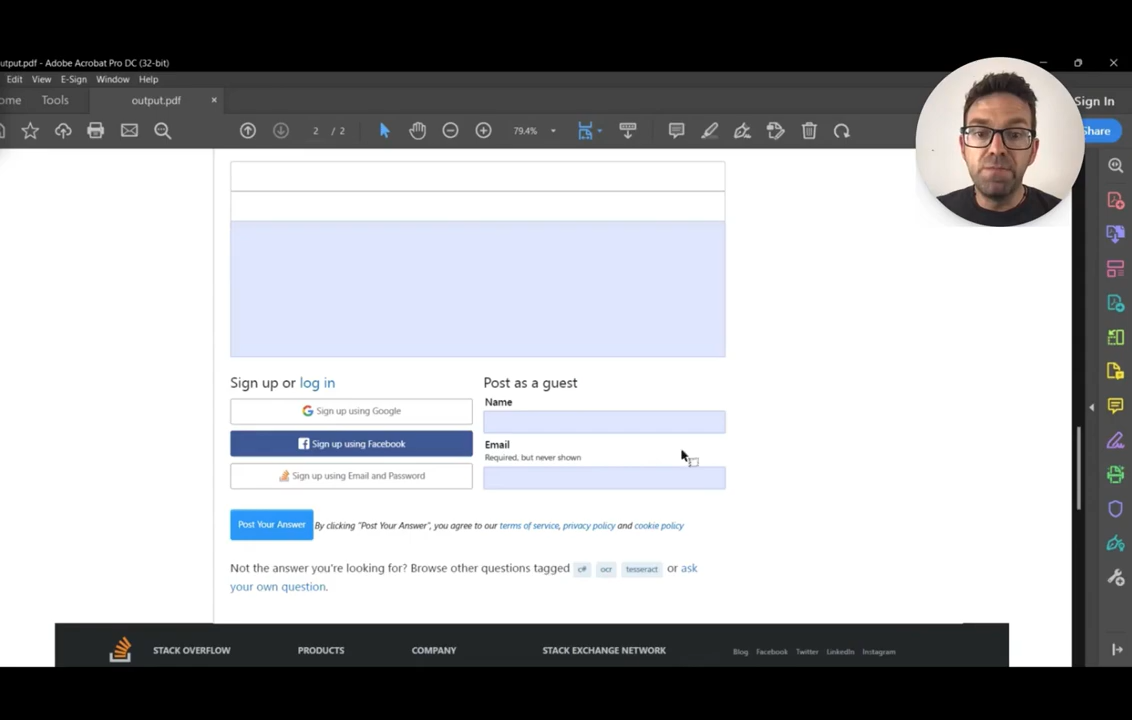 utput.pdf - Adobe Acrobat Pro DC (32-bit)
Edit View E-Sign Window Help
ome Tools output.pdf × Sign In
2 / 2 79.4% hare
Sign up or log in
Sign up using Google
Sign up using Facebook
Sign up using Email and Password
Post as a guest
Name
Email
Required, but never shown
Post Your Answer By clicking "Post Your Answer", you agree to our terms of service, privacy policy and cookie policy
Not the answer you're looking for? Browse other questions tagged c# ocr tesseract or ask
your own question.
STACK OVERFLOW PRODUCTS COMPANY STACK EXCHANGE NETWORK Blog Facebook Twitter LinkedIn Instagram